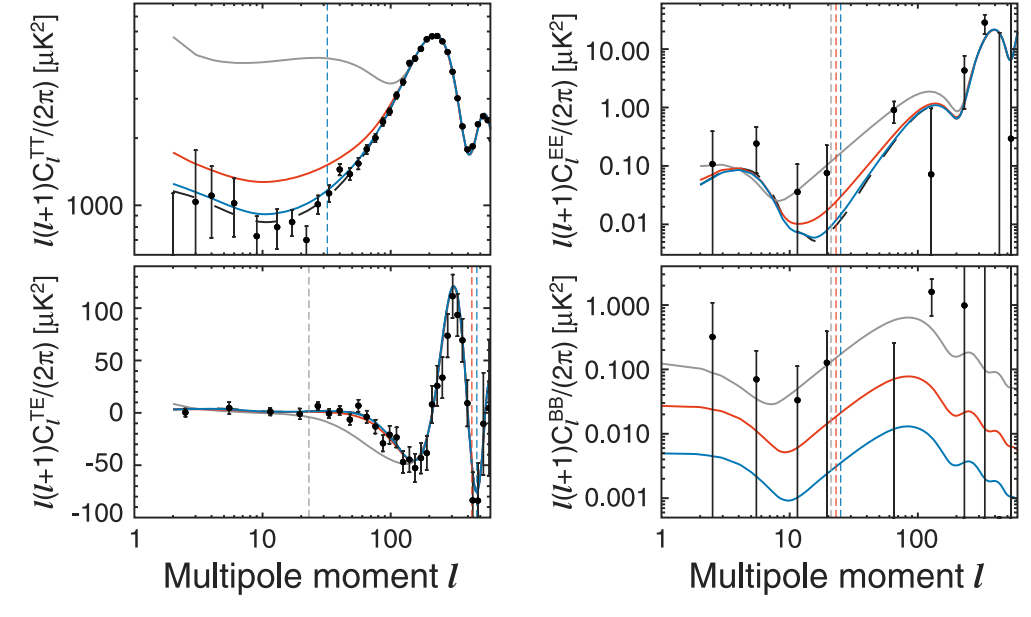 l(l+1)C_l^TT/(2π) [μK²]
1000
l(l+1)C_l^EE/(2π) [μK²]
10.00
1.00
0.10
0.01
l(l+1)C_l^TE/(2π) [μK²]
100
50
0
-50
-100
1 10 100
Multipole moment l
l(l+1)C_l^BB/(2π) [μK²]
1.000
0.100
0.010
0.001
1 10 100
Multipole moment l